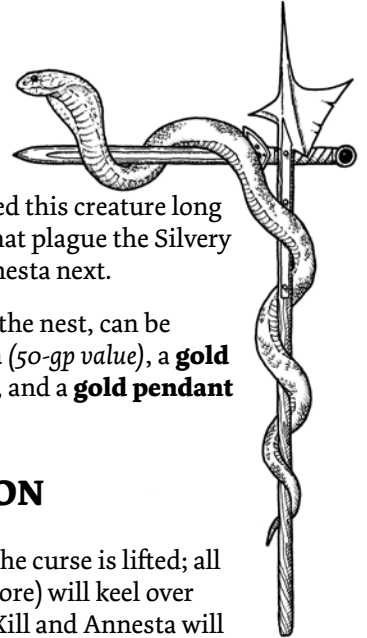 ed this creature long
hat plague the Silvery
nesta next.
the nest, can be
n (50-gp value), a gold
, and a gold pendant
ON
he curse is lifted; all
ore) will keel over
Kill and Annesta will